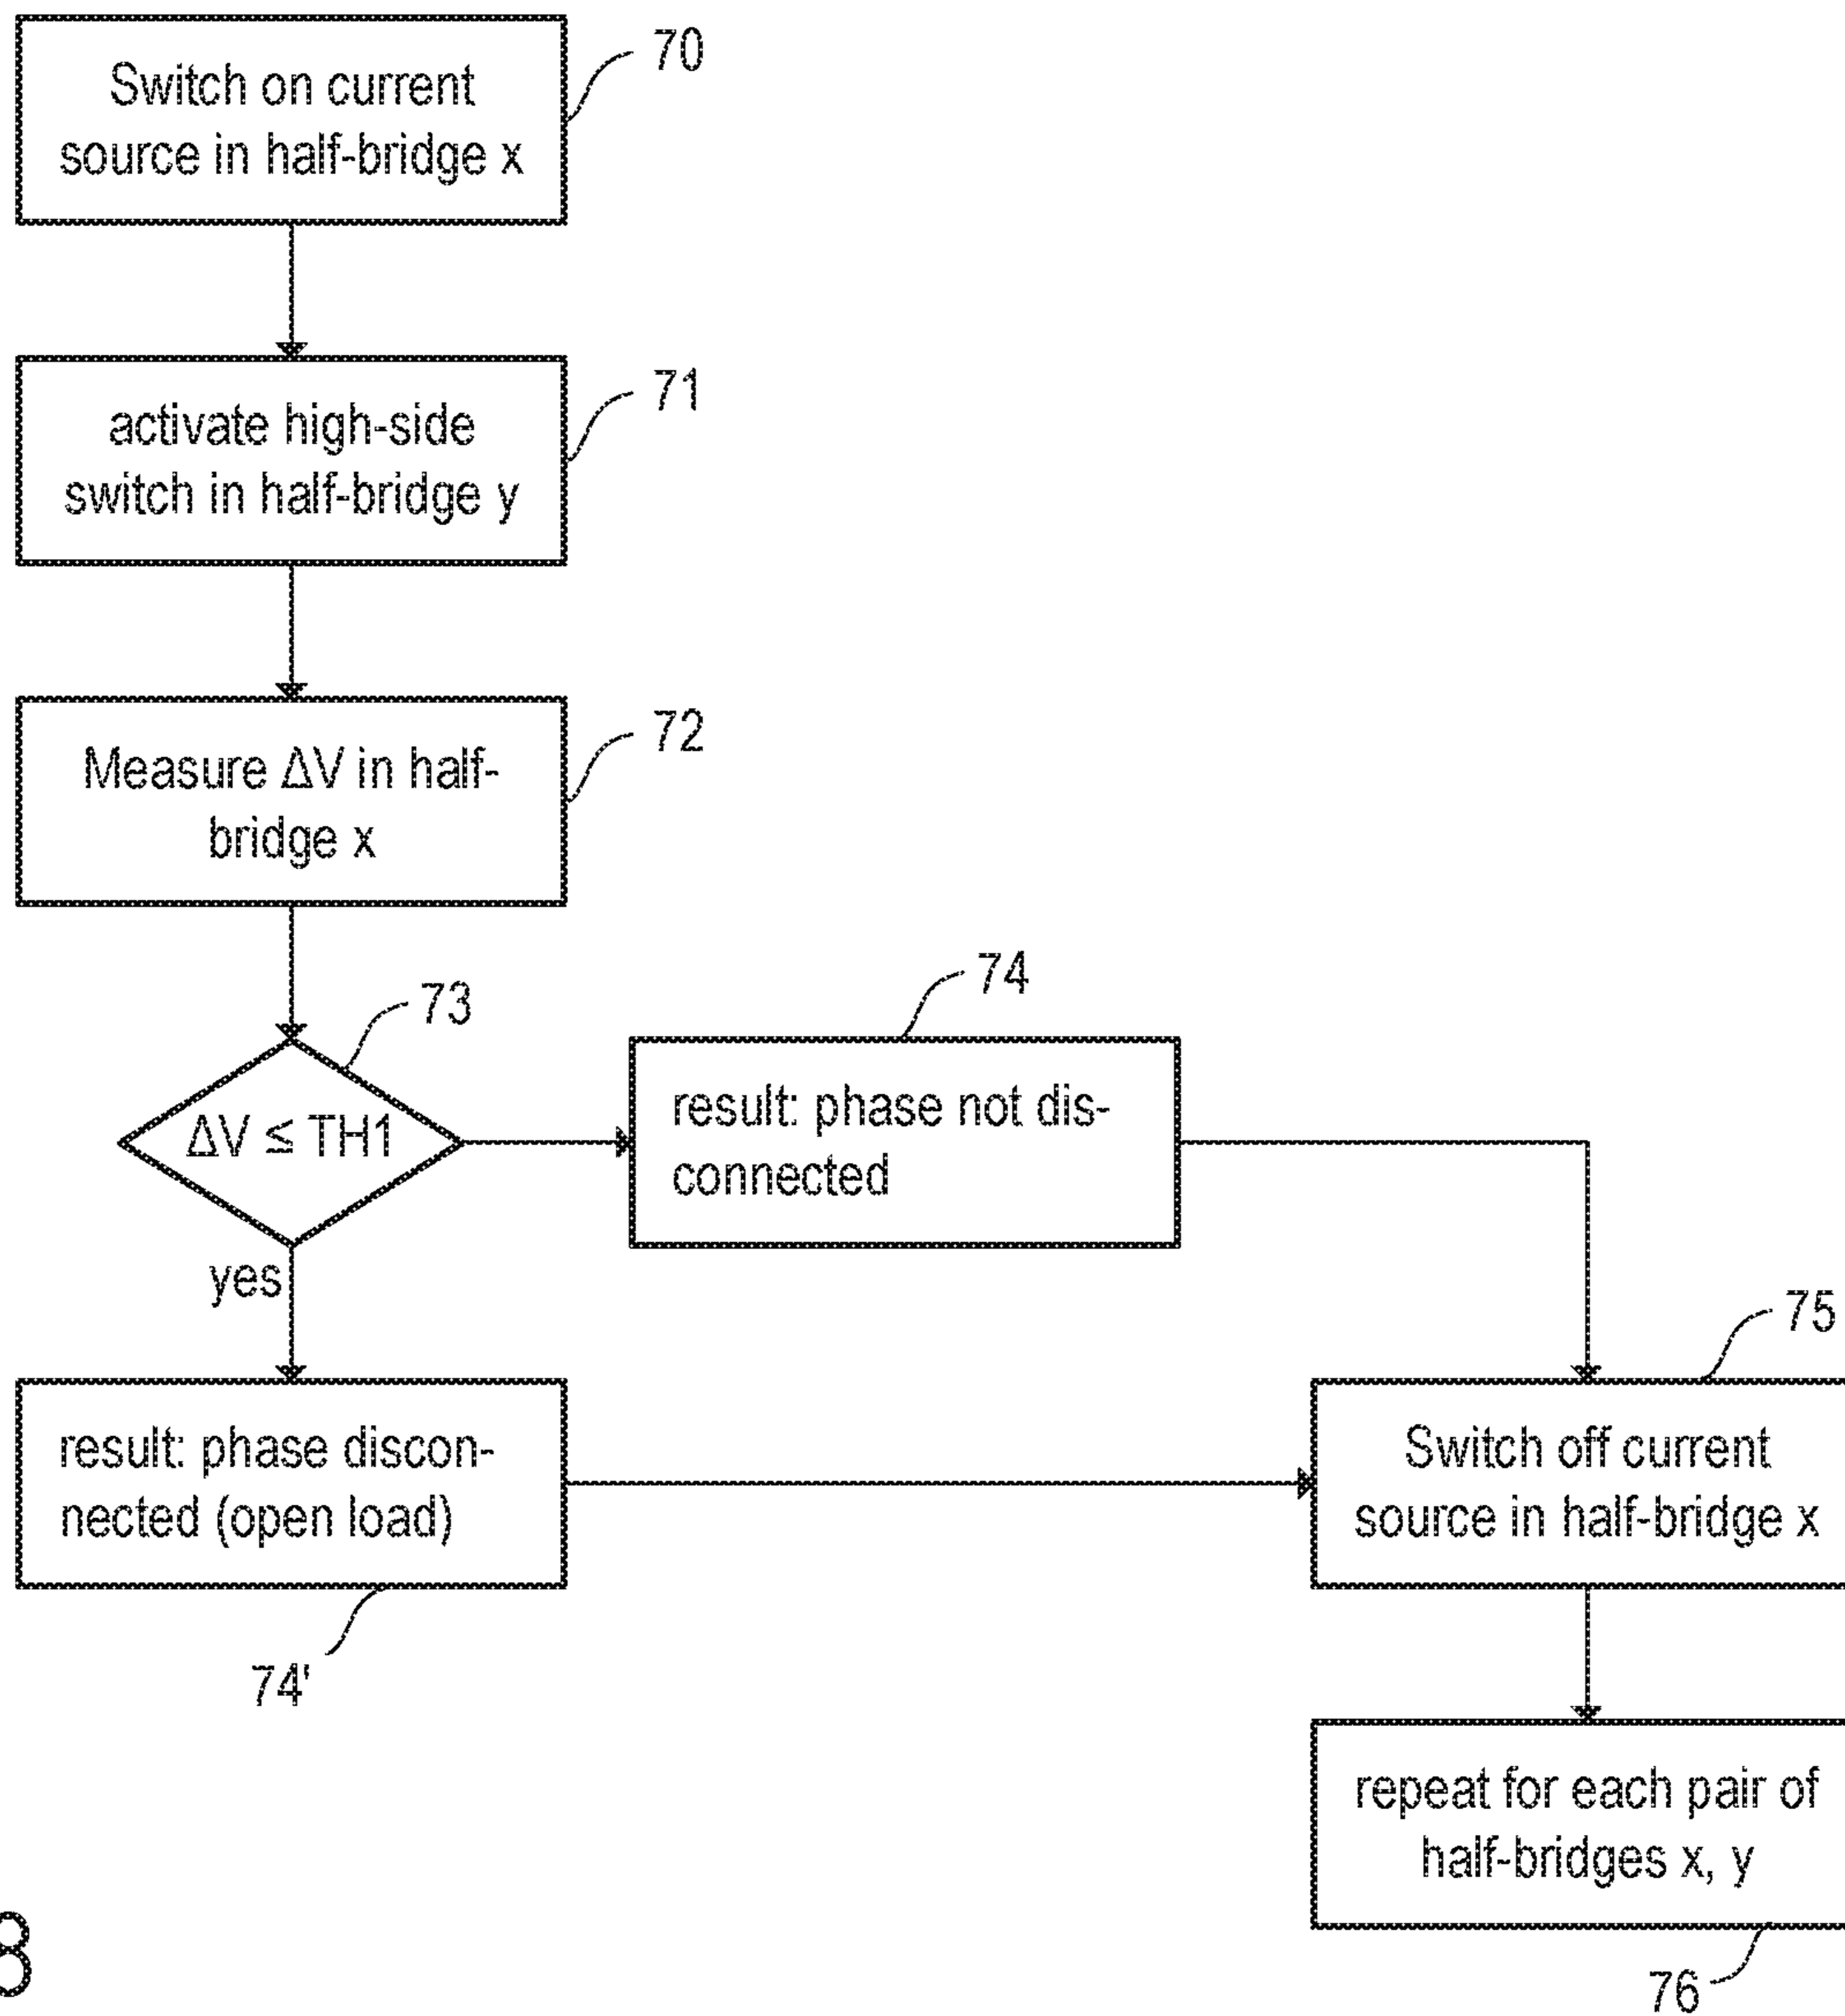 Switch on current
source in half-bridge x
70
activate high-side
switch in half-bridge y
71
Measure ΔV in half-
bridge x
72
73
ΔV ≤ TH1
yes
74
result: phase not dis-
connected
result: phase discon-
nected (open load)
74'
75
Switch off current
source in half-bridge x
repeat for each pair of
half-bridges x, y
76
8